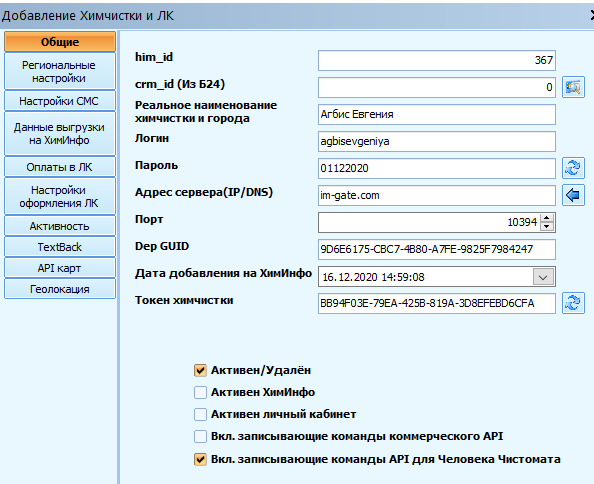 Добавление Химчистки и ЛК
Общие
Региональные
настройки
Настройки СМС
Данные выгрузки
на ХимИнфо
Оплаты в ЛК
Настройки
оформления ЛК
Активность
TextBack
API карт
Геолокация
him_id
367
crm_id (Из Б24)
0
Реальное наименование
химчистки и города
Агбис Евгения
Логин
agbisevgeniya
Пароль
01122020
Адрес сервера(IP/DNS)
im-gate.com
Порт
10394
Dep GUID
9D6E6175-CBC7-4B80-A7FE-9825F7984247
Дата добавления на ХимИнфо
16.12.2020 14:59:08
Токен химчистки
BB94F03E-79EA-425B-819A-3D8EFEBD6CFA
Активен/Удалён
Активен ХимИнфо
Активен личный кабинет
Вкл. записывающие команды коммерческого API
Вкл. записывающие команды API для Человека Чистомата